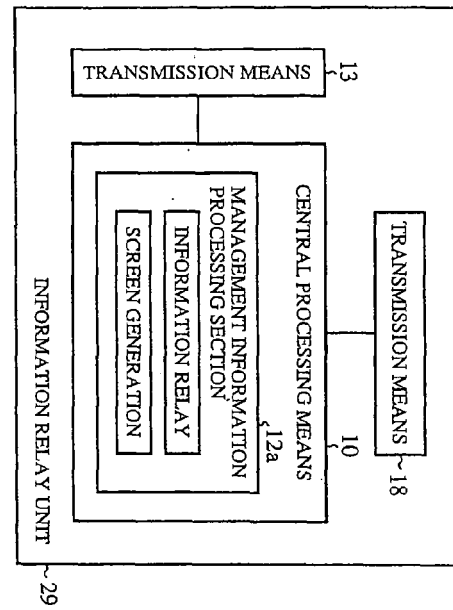 TRANSMISSION MEANS
13
TRANSMISSION MEANS
18
CENTRAL PROCESSING MEANS
10
MANAGEMENT INFORMATION
PROCESSING SECTION
12a
INFORMATION RELAY
SCREEN GENERATION
INFORMATION RELAY UNIT
29